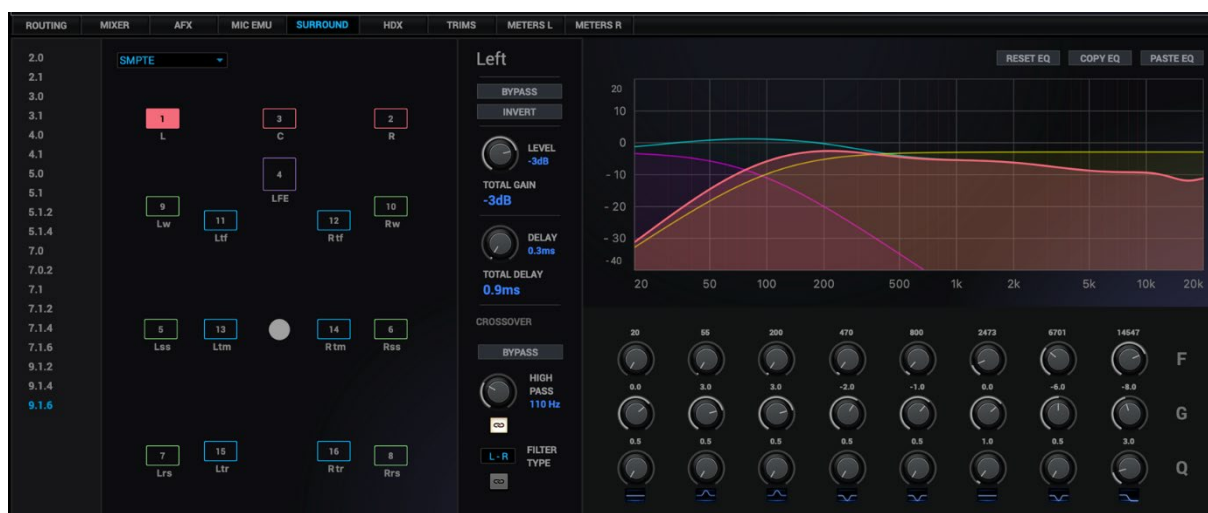 ROUTING MIXER AFX MIC EMU SURROUND HDX TRIMS METERS L METERS R
2.0
2.1
3.0
3.1
4.0
4.1
5.0
5.1
5.1.2
5.1.4
7.0
7.0.2
7.1
7.1.2
7.1.4
7.1.6
9.1.2
9.1.4
9.1.6
SMPTE
1 3 2
L C R
4
LFE
9 10
Lw Rw
11 12
Ltf Rtf
5 13 14 6
Lss Ltm Rtm Rss
7 15 16 8
Lrs Ltr Rtr Rrs
Left
BYPASS
INVERT
LEVEL
-3dB
TOTAL GAIN
-3dB
DELAY
0.3ms
TOTAL DELAY
0.9ms
CROSSOVER
BYPASS
HIGH
PASS
110 Hz
L - R
FILTER
TYPE
RESET EQ COPY EQ PASTE EQ
20
10
0
- 10
- 20
- 30
- 40
20 50 100 200 500 1k 2k 5k 10k 20k
20 55 200 470 800 2473 6701 14547
F
0.0 3.0 3.0 -2.0 -1.0 0.0 -6.0 -8.0
G
0.5 0.5 0.5 0.5 0.5 1.0 0.5 3.0
Q